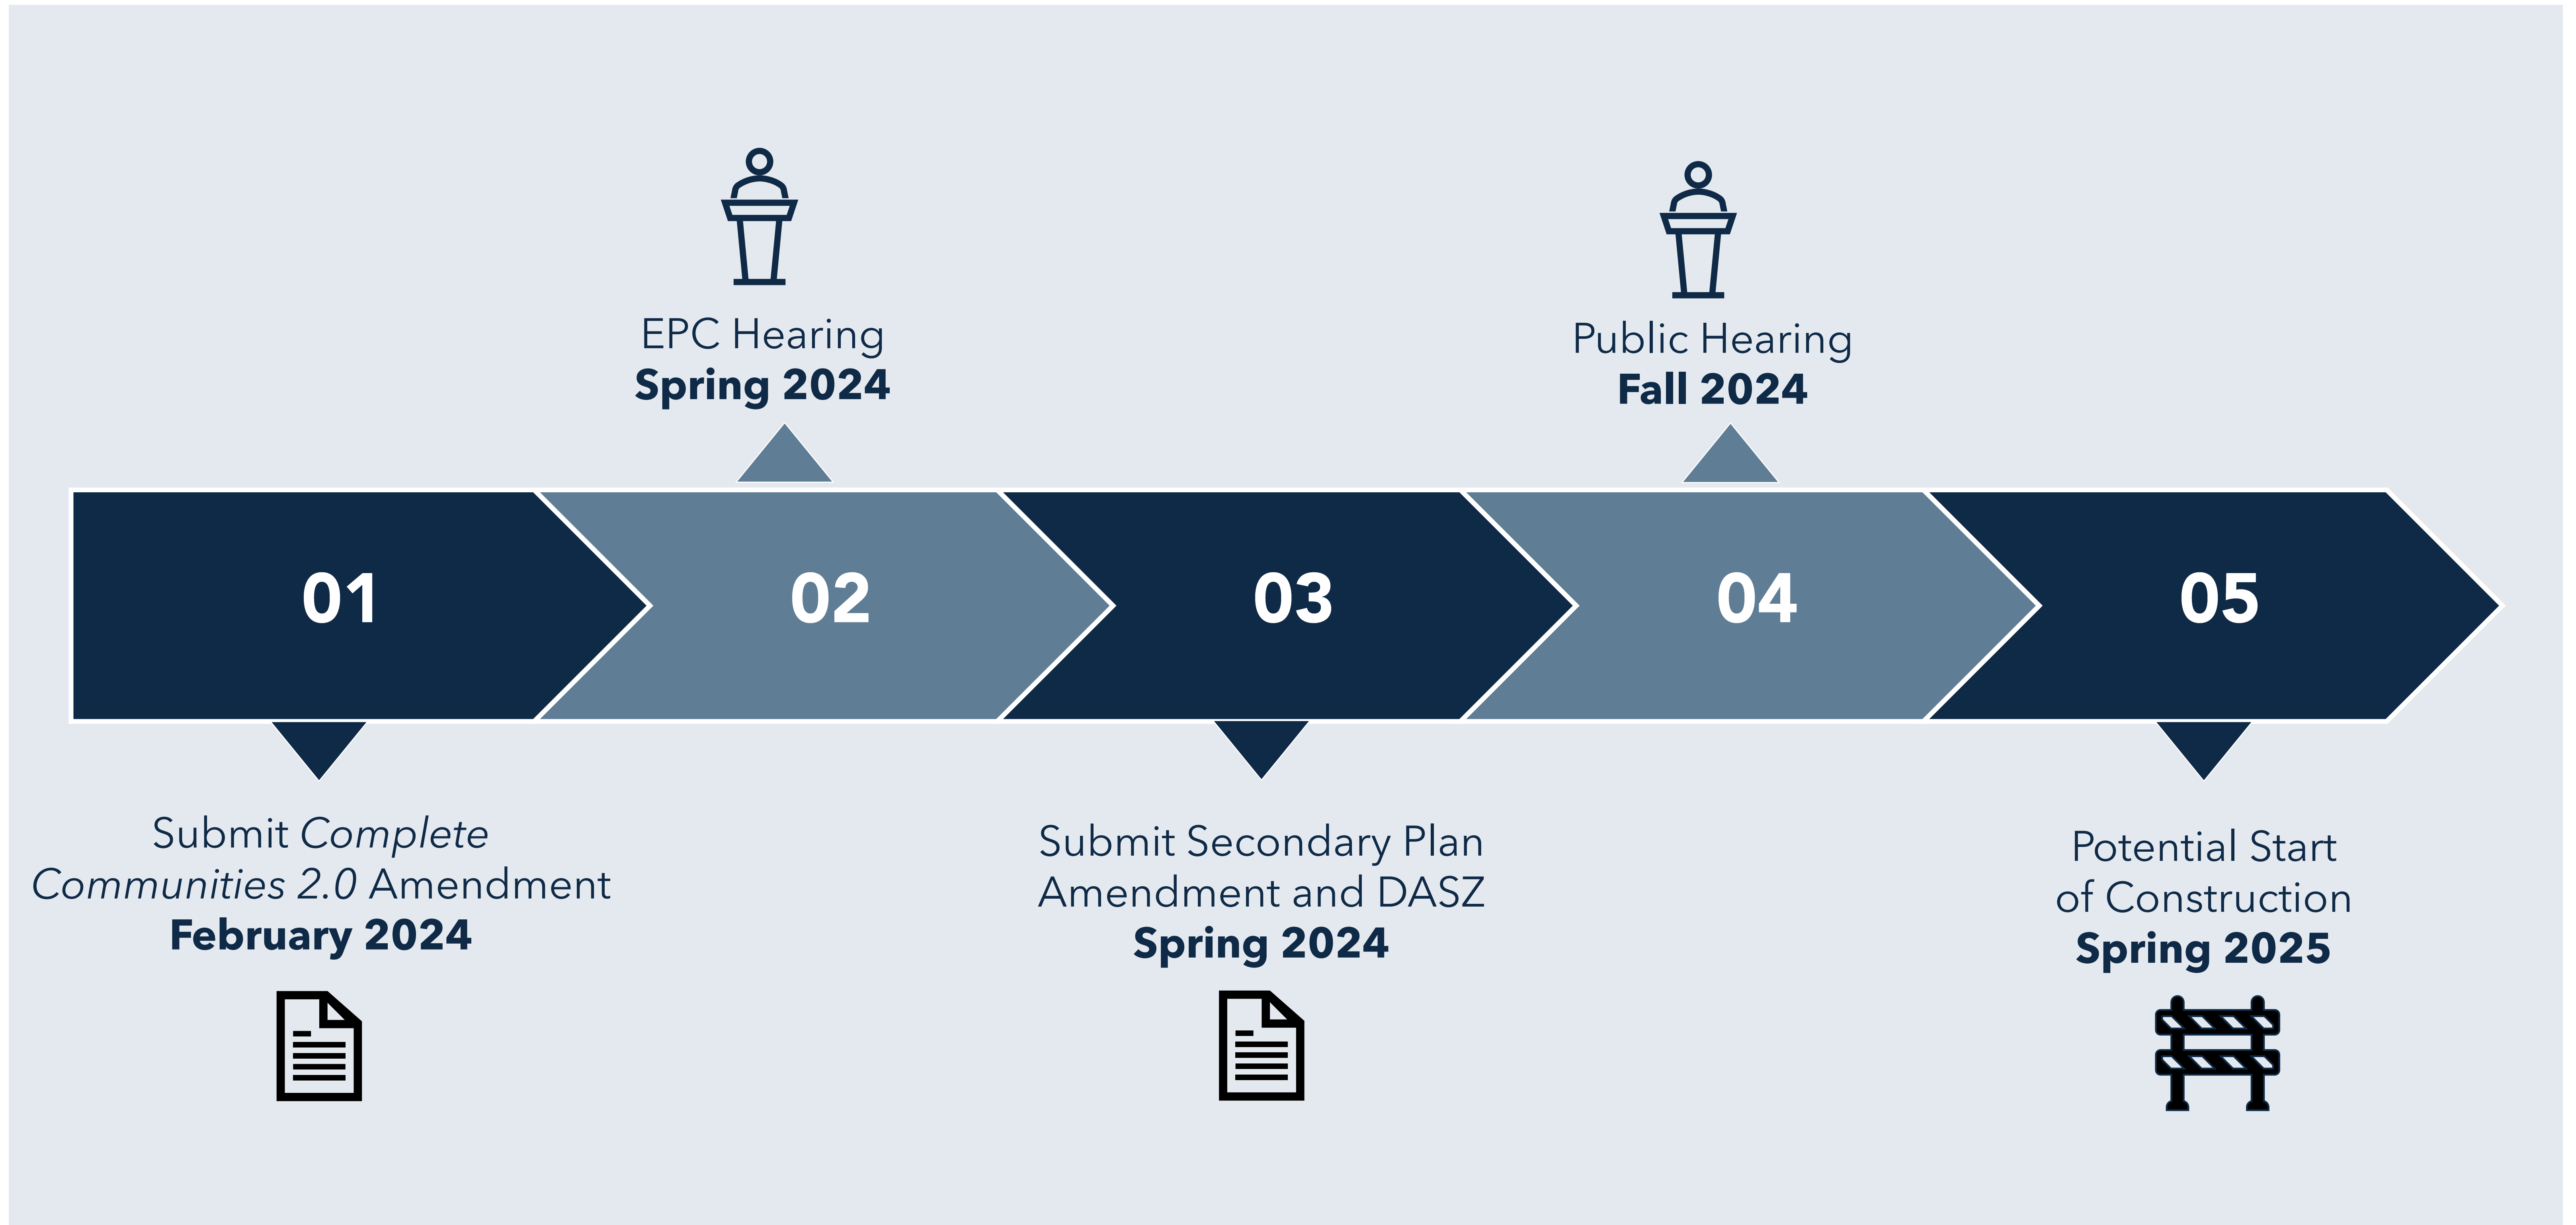 EPC Hearing
Spring 2024
Public Hearing
Fall 2024
01
02
03
04
05
Submit Complete
Communities 2.0 Amendment
February 2024
Submit Secondary Plan
Amendment and DASZ
Spring 2024
Potential Start
of Construction
Spring 2025